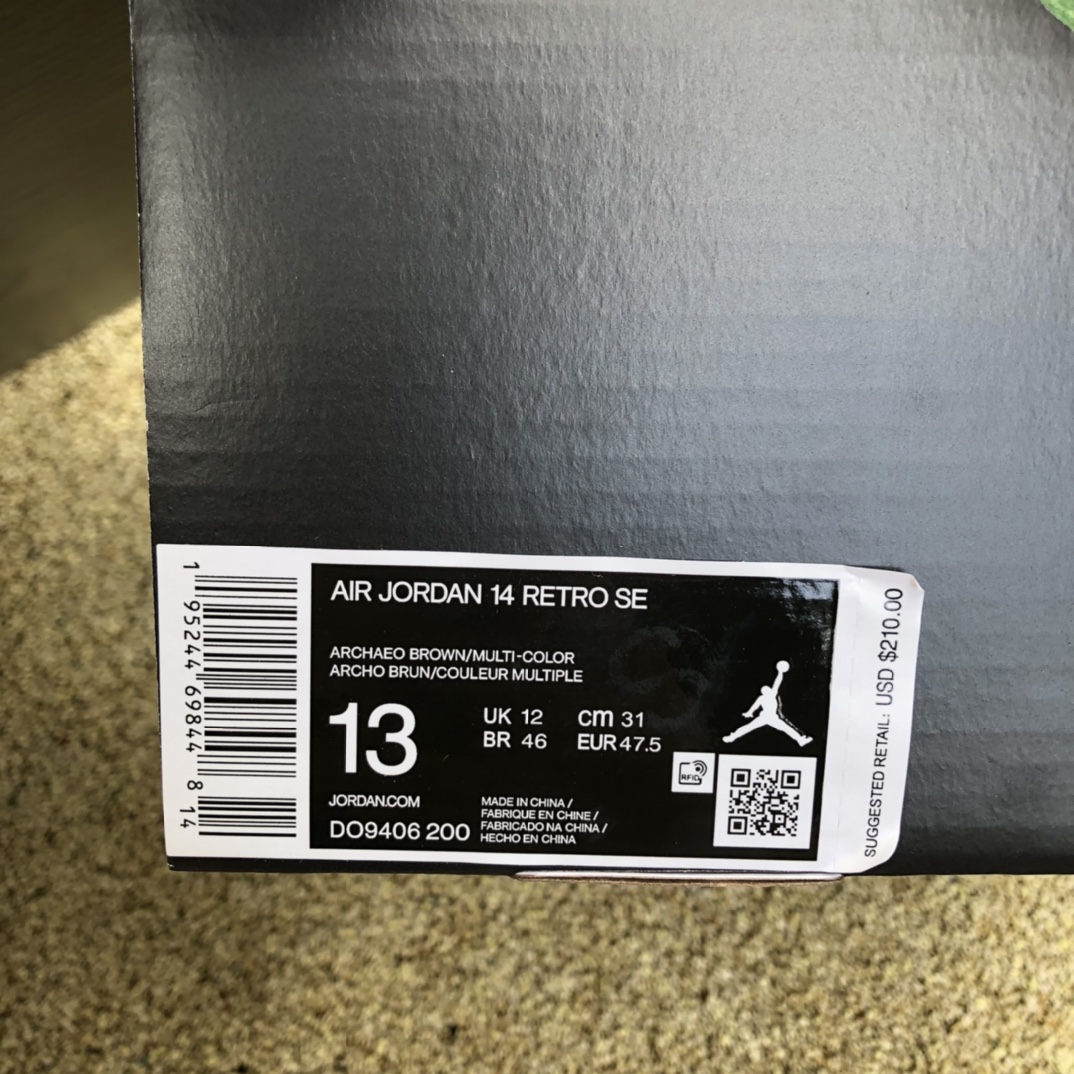 AIR JORDAN 14 RETRO SE
ARCHAEO BROWN/MULTI-COLOR
ARCHO BRUN/COULEUR MULTIPLE
13
UK 12 cm 31
BR 46 EUR 47.5
RFID
JORDAN.COM
DO9406 200
MADE IN CHINA /
FABRIQUE EN CHINE /
FABRICADO NA CHINA /
HECHO EN CHINA
1 95244 69844 8 14
SUGGESTED RETAIL: USD $210.00